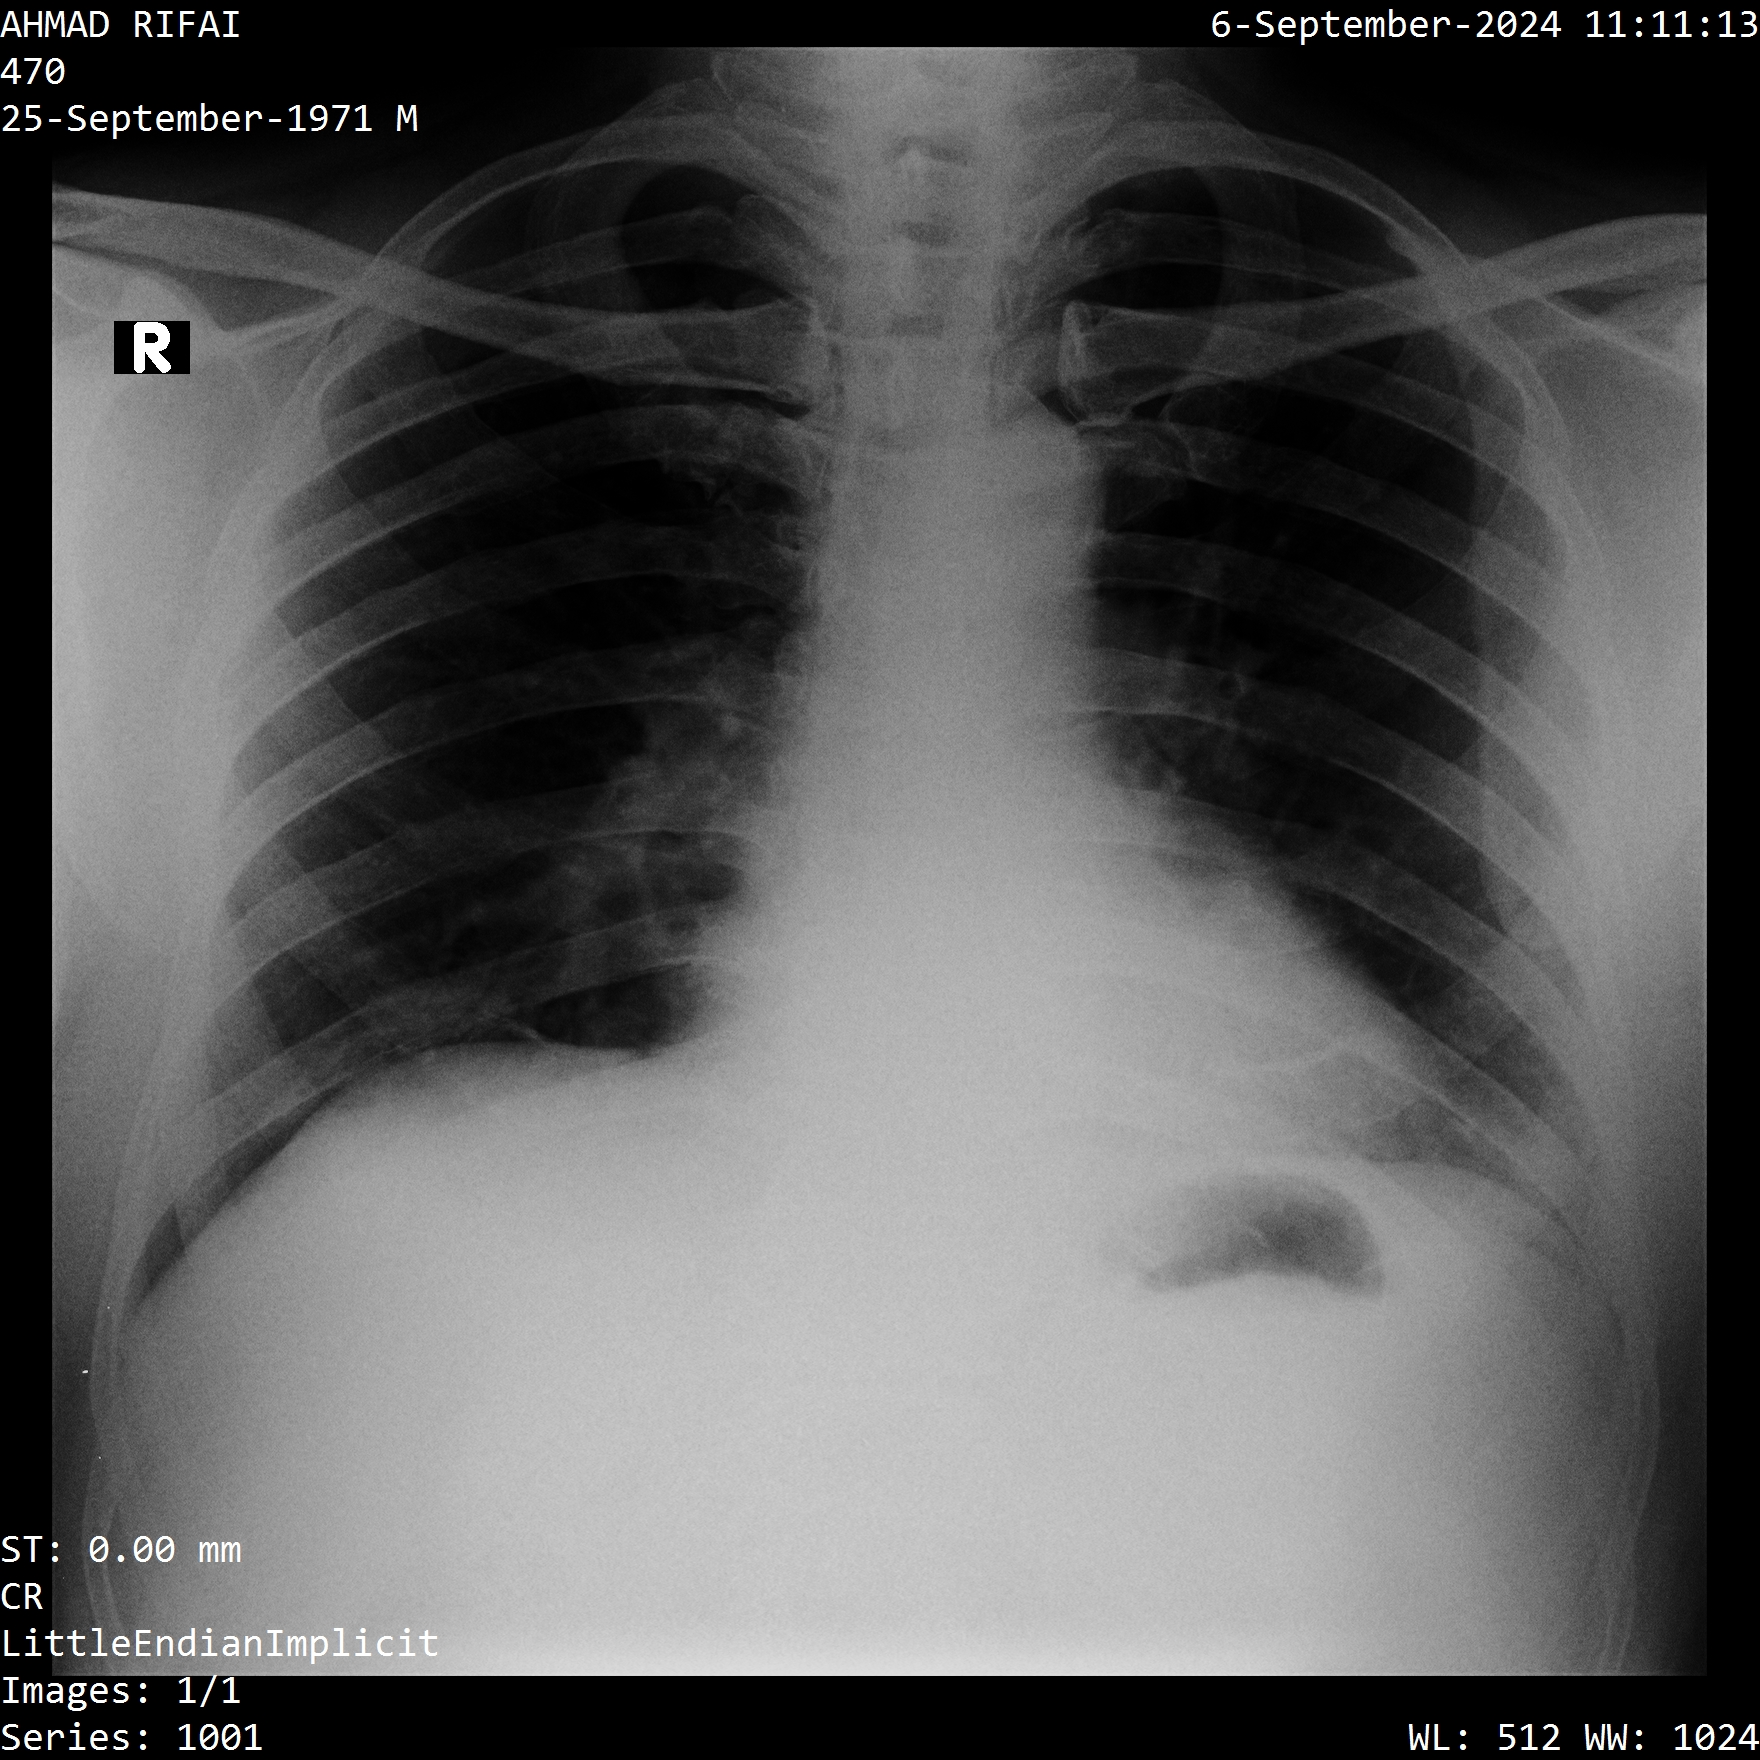 AHMAD RIFAI
470
25-September-1971 M
6-September-2024 11:11:13
R
ST: 0.00 mm
CR
LittleEndianImplicit
Images: 1/1
Series: 1001
WL: 512 WW: 1024